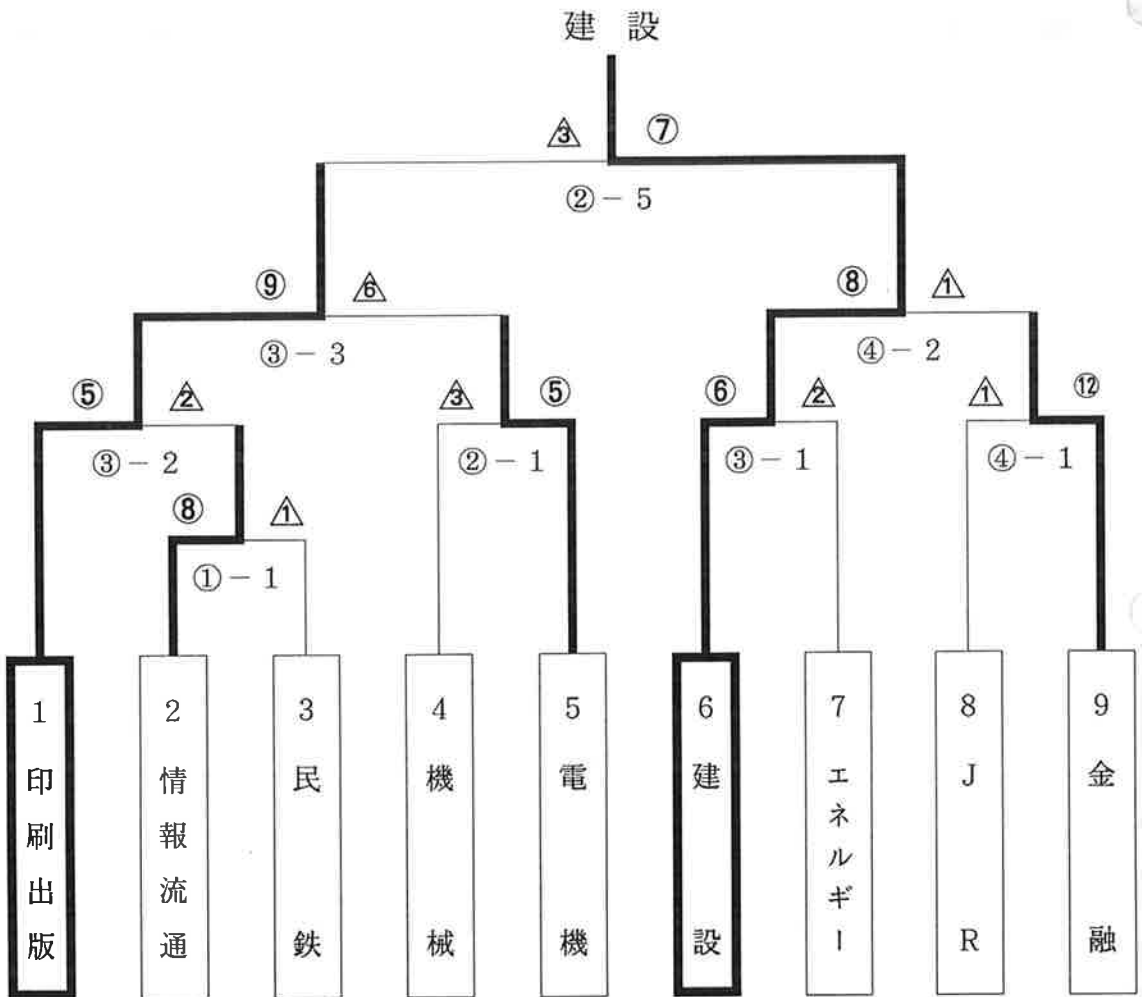 建設
△3 ⑦
②－5
⑨ △6 ⑧ △1
③－3 ④－2
⑤ △2 △3 ⑤ ⑥ △2 △1 ⑫
③－2 ②－1 ③－1 ④－1
⑧ △1
①－1
1 印刷出版
2 情報流通
3 民鉄
4 機械
5 電機
6 建設
7 エネルギー
8 JR
9 金融